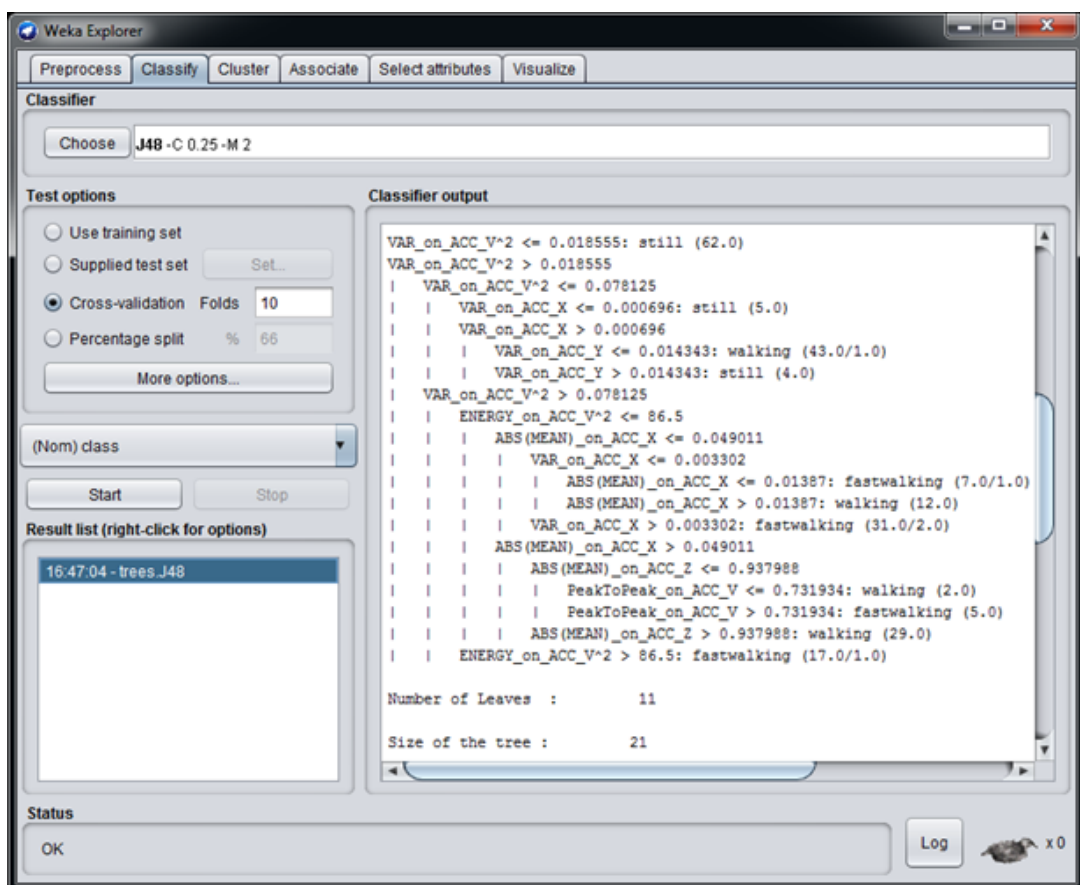 Weka Explorer
Preprocess Classify Cluster Associate Select attributes Visualize
Classifier
Choose J48 -C 0.25 -M 2
Test options
Use training set
Supplied test set Set...
Cross-validation Folds 10
Percentage split % 66
More options...
(Nom) class
Start Stop
Result list (right-click for options)
16:47:04 - trees.J48
Classifier output
VAR_on_ACC_V^2 <= 0.018555: still (62.0)
VAR_on_ACC_V^2 > 0.018555
| VAR_on_ACC_V^2 <= 0.078125
| | VAR_on_ACC_X <= 0.000696: still (5.0)
| | VAR_on_ACC_X > 0.000696
| | | VAR_on_ACC_Y <= 0.014343: walking (43.0/1.0)
| | | VAR_on_ACC_Y > 0.014343: still (4.0)
| VAR_on_ACC_V^2 > 0.078125
| | ENERGY_on_ACC_V^2 <= 86.5
| | | ABS(MEAN)_on_ACC_X <= 0.049011
| | | | VAR_on_ACC_X <= 0.003302
| | | | | ABS(MEAN)_on_ACC_X <= 0.01387: fastwalking (7.0/1.0)
| | | | | ABS(MEAN)_on_ACC_X > 0.01387: walking (12.0)
| | | | VAR_on_ACC_X > 0.003302: fastwalking (31.0/2.0)
| | | ABS(MEAN)_on_ACC_X > 0.049011
| | | | ABS(MEAN)_on_ACC_Z <= 0.937988
| | | | | PeakToPeak_on_ACC_V <= 0.731934: walking (2.0)
| | | | | PeakToPeak_on_ACC_V > 0.731934: fastwalking (5.0)
| | | | ABS(MEAN)_on_ACC_Z > 0.937988: walking (29.0)
| | ENERGY_on_ACC_V^2 > 86.5: fastwalking (17.0/1.0)
Number of Leaves : 11
Size of the tree : 21
Status
OK
Log x 0